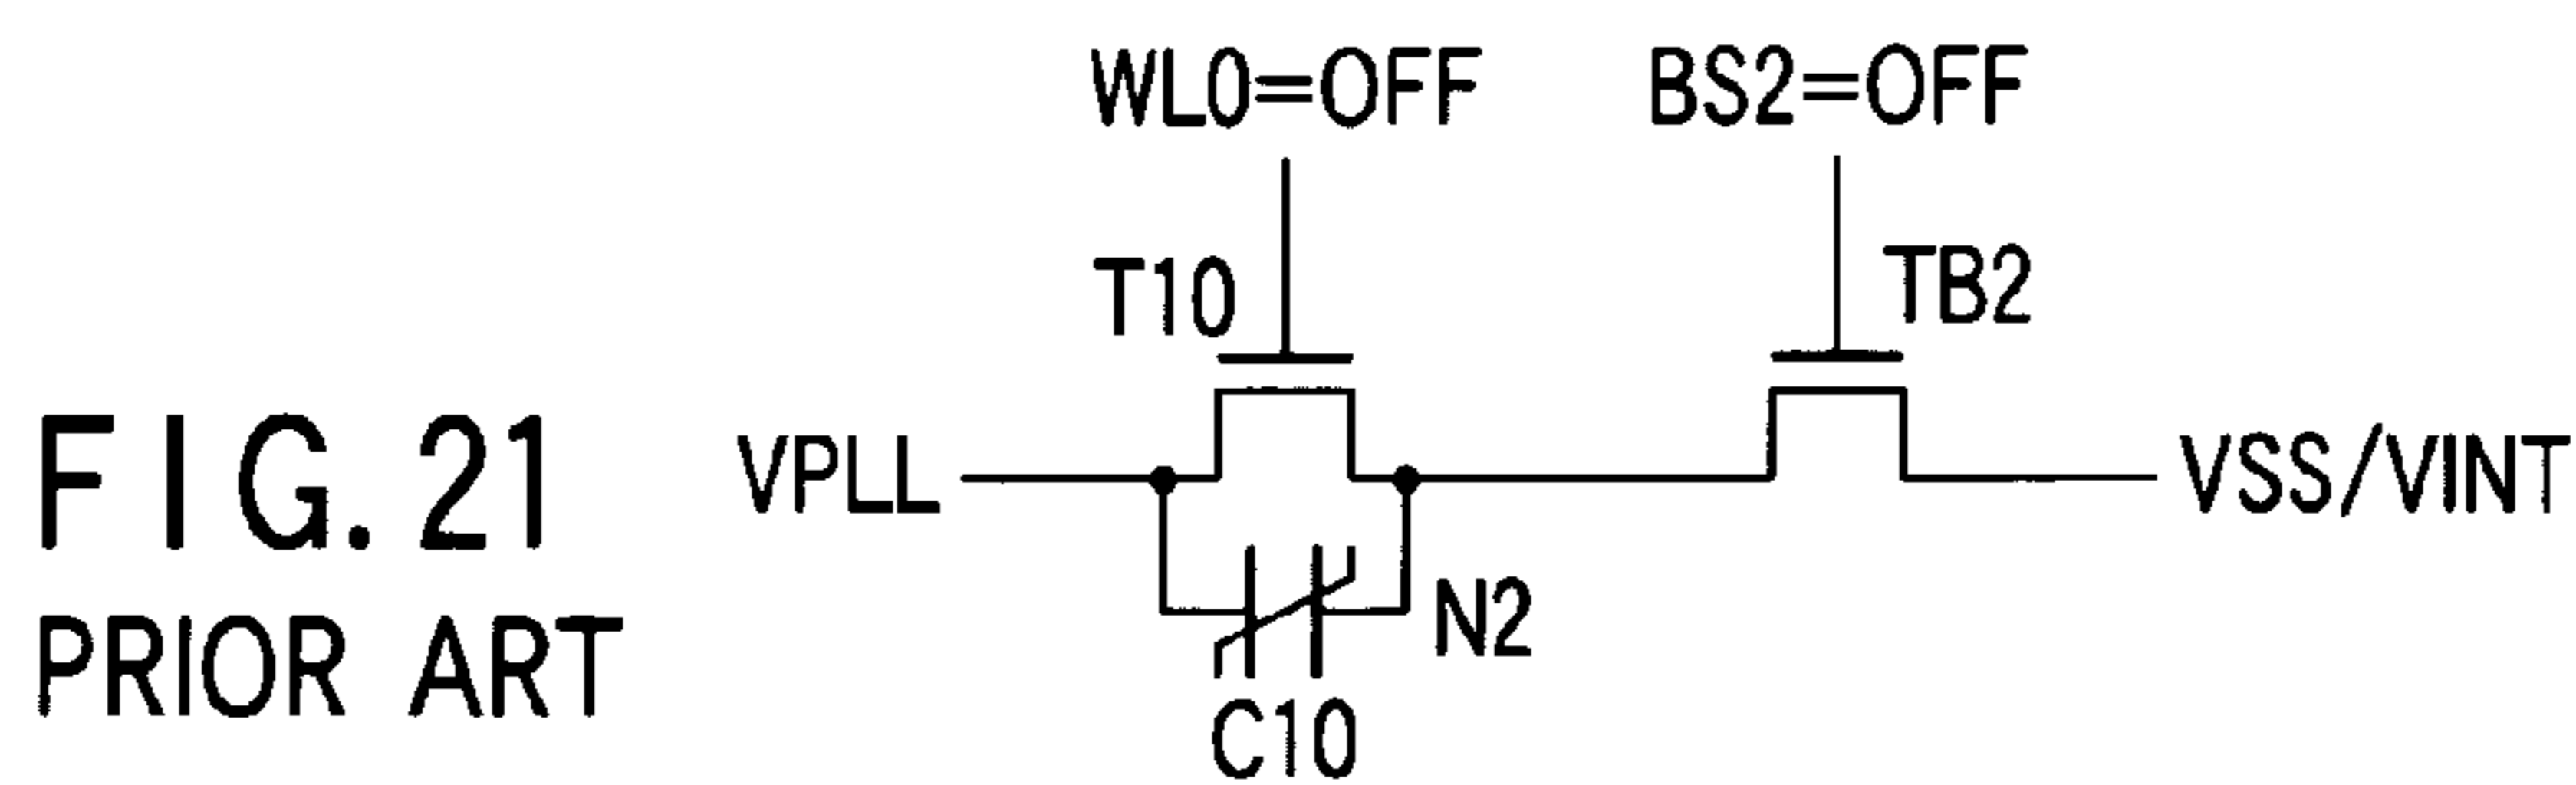 WL0=OFF
BS2=OFF
T10
TB2
FIG. 21
PRIOR ART
VPLL
VSS/VINT
N2
C10